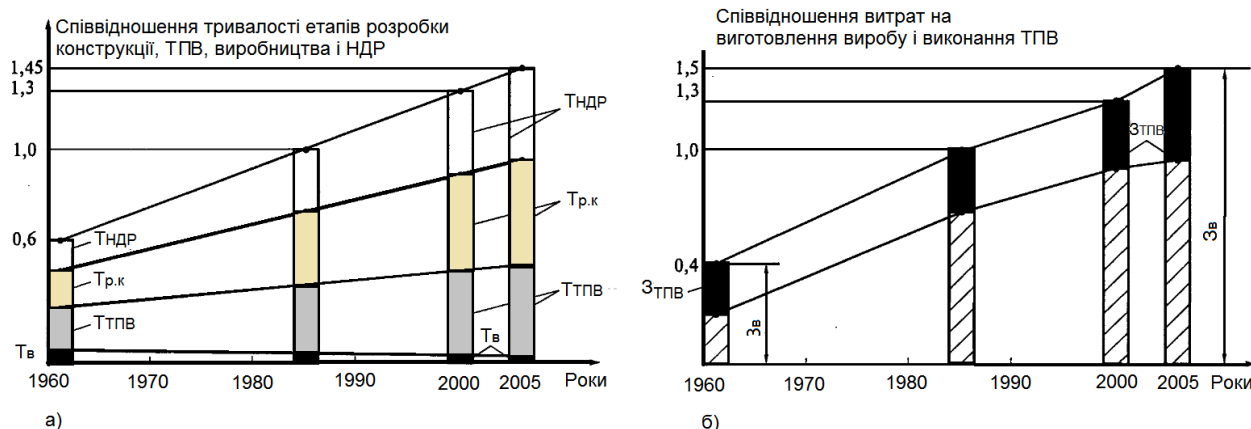 Співвідношення тривалості етапів розробки
конструкції, ТПВ, виробництва і НДР
1,45
1,3
1,0
0,6
ТНДР
Тр.к
ТТПВ
Тв
ТНДР
Тр.к
ТТПВ
Тв
1960 1970 1980 1990 2000 2005 Роки
а)
Співвідношення витрат на
виготовлення виробу і виконання ТПВ
1,5
1,3
1,0
0,4
ЗТПВ
Зв
ЗТПВ
Зв
1960 1970 1980 1990 2000 2005 Роки
б)